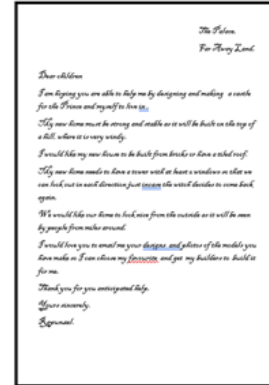 The Palace,
Far Away Land.
Dear children
I am hoping you are able to help me by designing and making a castle
for the Prince and myself to live in..
My new home must be strong and stable as it will be built on the top of
a hill, where it is very windy.
I would like my new house to be built from bricks or have a tiled roof.
My new home needs to have a tower with at least 4 windows so that we
can look out in each direction just incase the witch decides to come back
again.
We would like our home to look nice from the outside as it will be seen
by people from miles around.
I would love you to email me your designs and photos of the models you
have make so I can choose my favourite and get my builders to build it
for me.
Thank you for you anticipated help.
Yours sincerely,
Rapunzel.